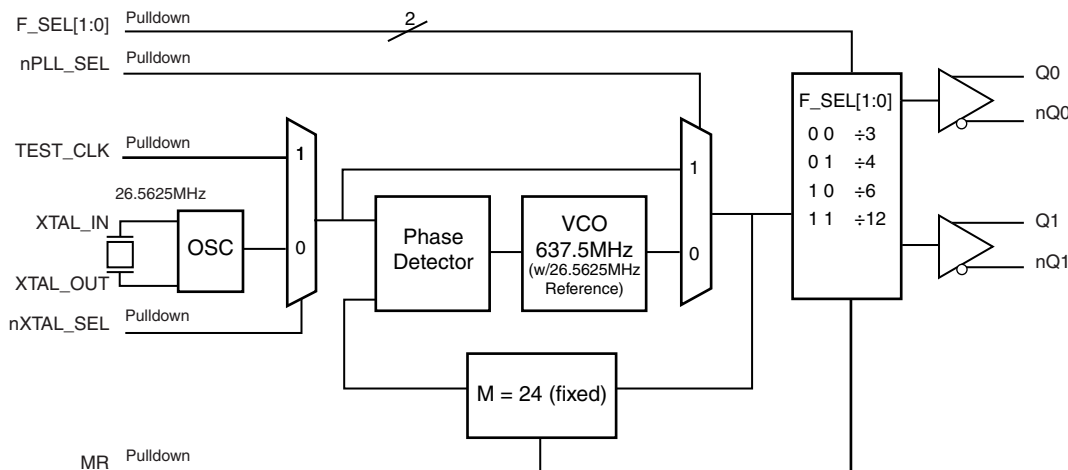 F_SEL[1:0] Pulldown
2
nPLL_SEL Pulldown
TEST_CLK Pulldown
1
26.5625MHz
XTAL_IN
OSC
0
XTAL_OUT
nXTAL_SEL Pulldown
Phase
Detector
VCO
637.5MHz
(w/26.5625MHz
Reference)
1
0
M = 24 (fixed)
MR Pulldown
F_SEL[1:0]
0 0 ÷3
0 1 ÷4
1 0 ÷6
1 1 ÷12
Q0
nQ0
Q1
nQ1